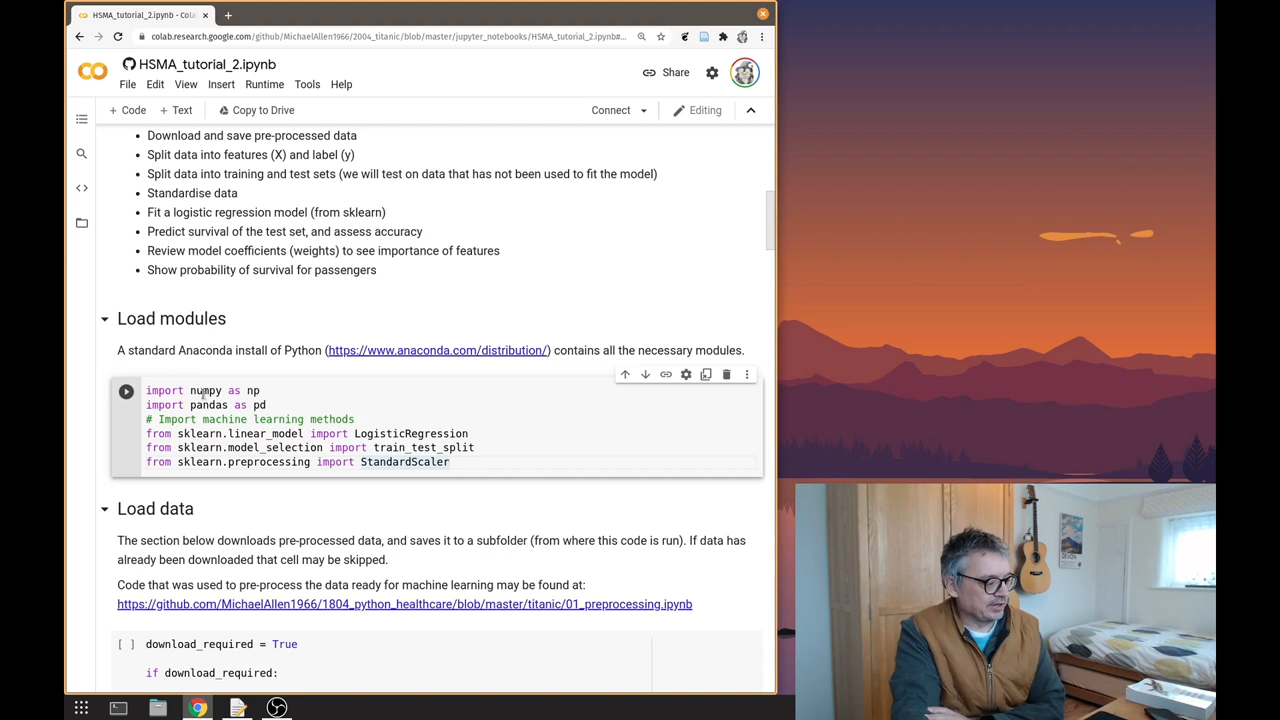 HSMA_tutorial_2.ipynb - Cola
colab.research.google.com/github/MichaelAllen1966/2004_titanic/blob/master/jupyter_notebooks/HSMA_tutorial_2.ipynb#...
HSMA_tutorial_2.ipynb
Share
File Edit View Insert Runtime Tools Help
+ Code + Text Copy to Drive Connect Editing
• Download and save pre-processed data
• Split data into features (X) and label (y)
• Split data into training and test sets (we will test on data that has not been used to fit the model)
• Standardise data
• Fit a logistic regression model (from sklearn)
• Predict survival of the test set, and assess accuracy
• Review model coefficients (weights) to see importance of features
• Show probability of survival for passengers
Load modules
A standard Anaconda install of Python (https://www.anaconda.com/distribution/) contains all the necessary modules.
import numpy as np
import pandas as pd
# Import machine learning methods
from sklearn.linear_model import LogisticRegression
from sklearn.model_selection import train_test_split
from sklearn.preprocessing import StandardScaler
Load data
The section below downloads pre-processed data, and saves it to a subfolder (from where this code is run). If data has
already been downloaded that cell may be skipped.
Code that was used to pre-process the data ready for machine learning may be found at:
https://github.com/MichaelAllen1966/1804_python_healthcare/blob/master/titanic/01_preprocessing.ipynb
[ ] download_required = True
if download_required:
DEVON